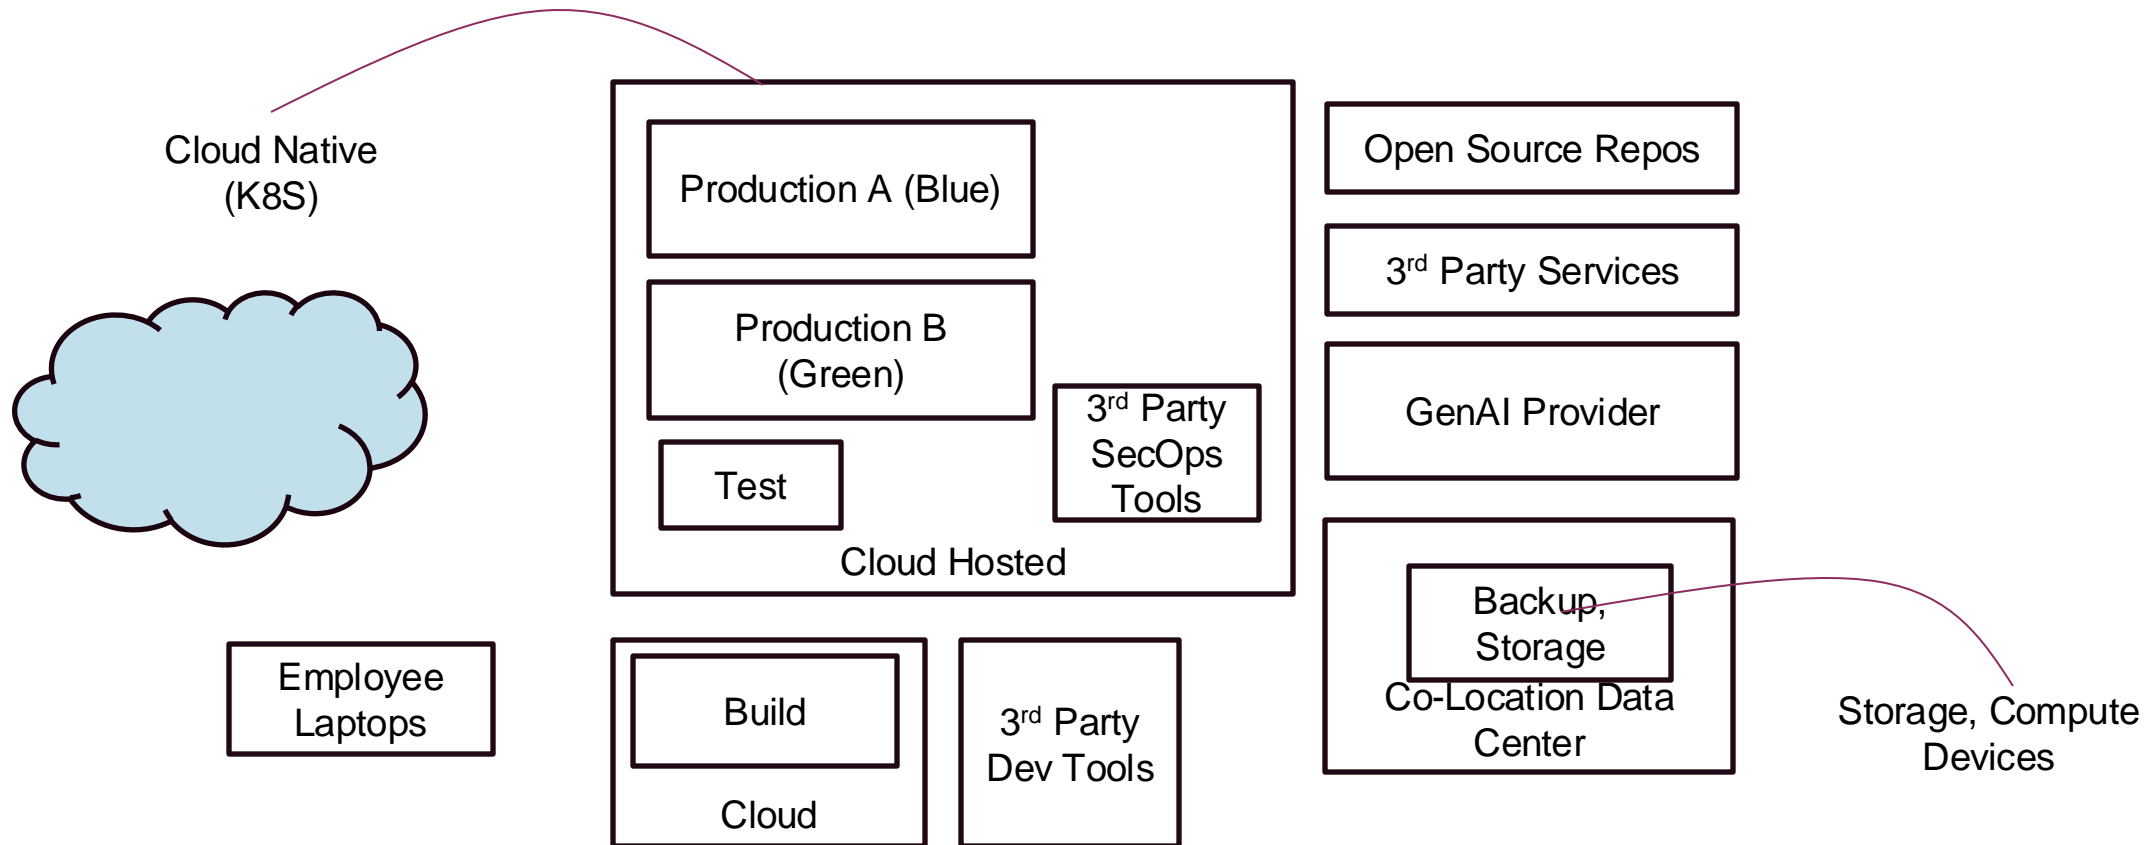 Cloud Native
(K8S)
Production A (Blue)
Production B
(Green)
Test
3rd Party
SecOps
Tools
Cloud Hosted
Open Source Repos
3rd Party Services
GenAI Provider
Backup,
Storage
Co-Location Data
Center
Storage, Compute
Devices
Employee
Laptops
Build
Cloud
3rd Party
Dev Tools